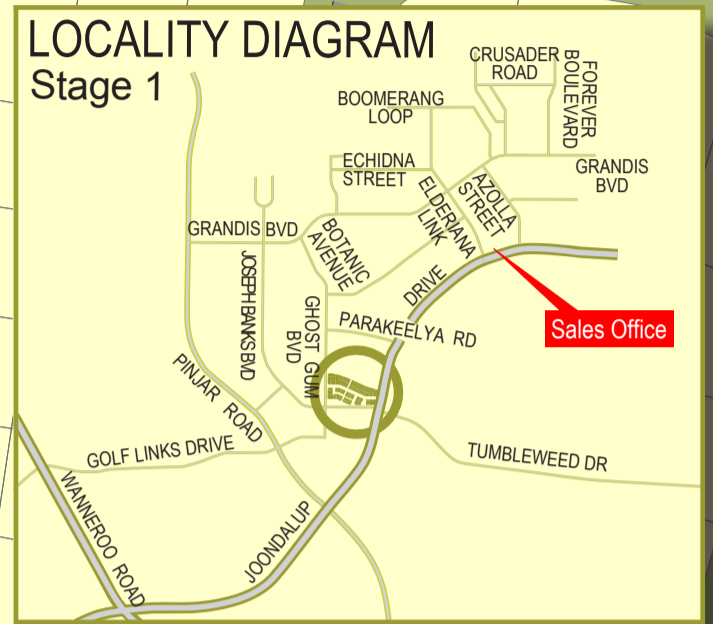 LOCALITY DIAGRAM
Stage 1
CRUSADER
ROAD
FOREVER
BOULEVARD
BOOMERANG
LOOP
ECHIDNA
STREET
GRANDIS
BVD
AZOLLA
STREET
ELDERIANA
LINK
GRANDIS BVD
BOTANIC
AVENUE
JOSEPH BANKS BVD
GHOST GUM
BVD
DRIVE
PARAKEELYA RD
Sales Office
PINJAR ROAD
GOLF LINKS DRIVE
TUMBLEWEED DR
WANNEROO ROAD
JOONDALUP